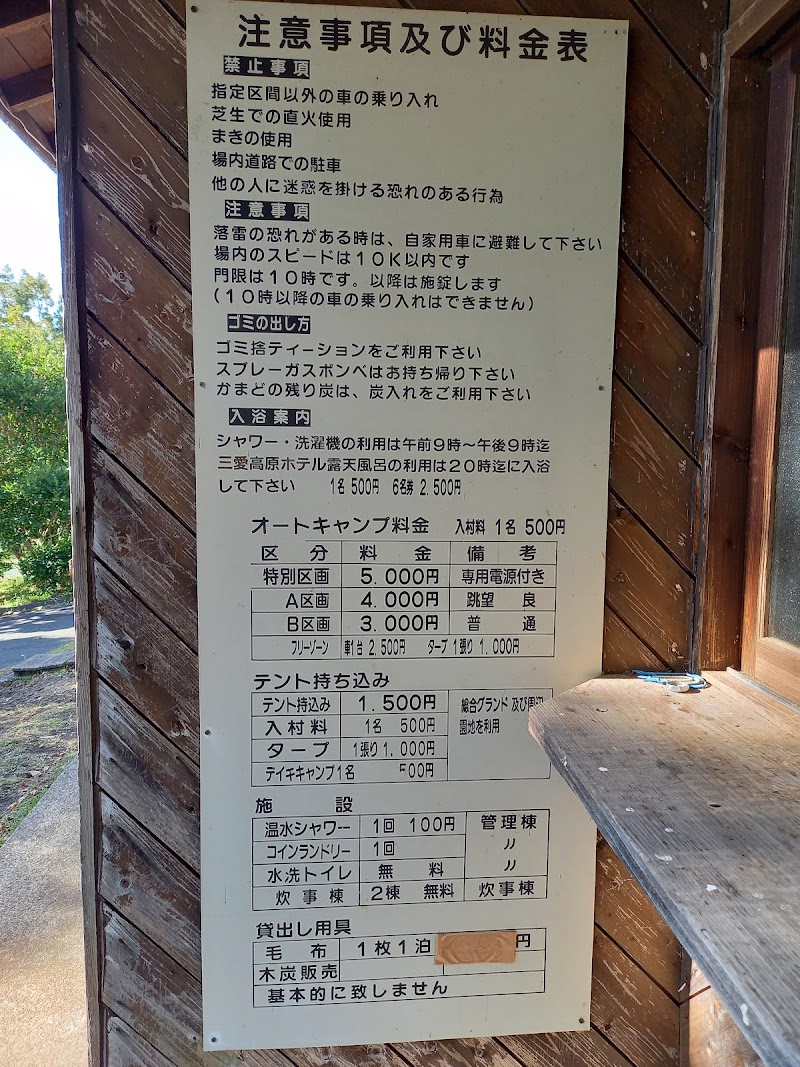 注意事項及び料金表
禁止事項
指定区間以外の車の乗り入れ
芝生での直火使用
まきの使用
場内道路での駐車
他の人に迷惑を掛ける恐れのある行為
注意事項
落雷の恐れがある時は、自家用車に避難して下さい
場内のスピードは10K以内です
門限は10時です。以降は施錠します
(10時以降の車の乗り入れはできません)
ゴミの出し方
ゴミ捨ティーションをご利用下さい
スプレーガスボンベはお持ち帰り下さい
かまどの残り炭は、炭入れをご利用下さい
入浴案内
シャワー・洗濯機の利用は午前9時～午後9時迄
三愛高原ホテル露天風呂の利用は20時迄に入浴
して下さい 1名 500円 6名券 2.500円
オートキャンプ料金 入村料 1名 500円
区分 料金 備考
特別区画 5.000円 専用電源付き
A区画 4.000円 眺望 良
B区画 3.000円 普通
フリーゾーン 車1台 2.500円 タープ1張り 1.000円
テント持ち込み
テント持込み 1.500円 総合グランド 及び周辺
入村料 1名 500円 園地を利用
タープ 1張り 1.000円
デイキキャンプ1名 500円
施設
温水シャワー 1回 100円 管理棟
コインランドリー 1回 〃
水洗トイレ 無料 〃
炊事棟 2棟 無料 炊事棟
貸出し用具
毛布 1枚1泊 円
木炭販売
基本的に致しません